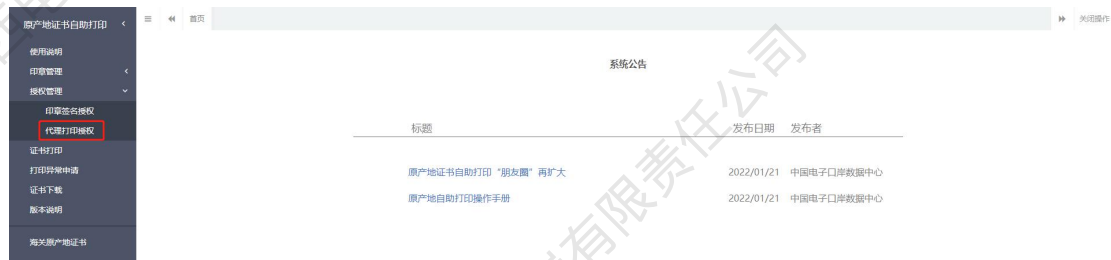 原产地证书自助打印
首页
关闭操作
使用说明
印章管理
授权管理
印章签名授权
代理打印授权
证书打印
打印异常申请
证书下载
版本说明
海关原产地证书
系统公告
标题 发布日期 发布者
原产地证书自助打印“朋友圈”再扩大 2022/01/21 中国电子口岸数据中心
原产地自助打印操作手册 2022/01/21 中国电子口岸数据中心
有限责任公司